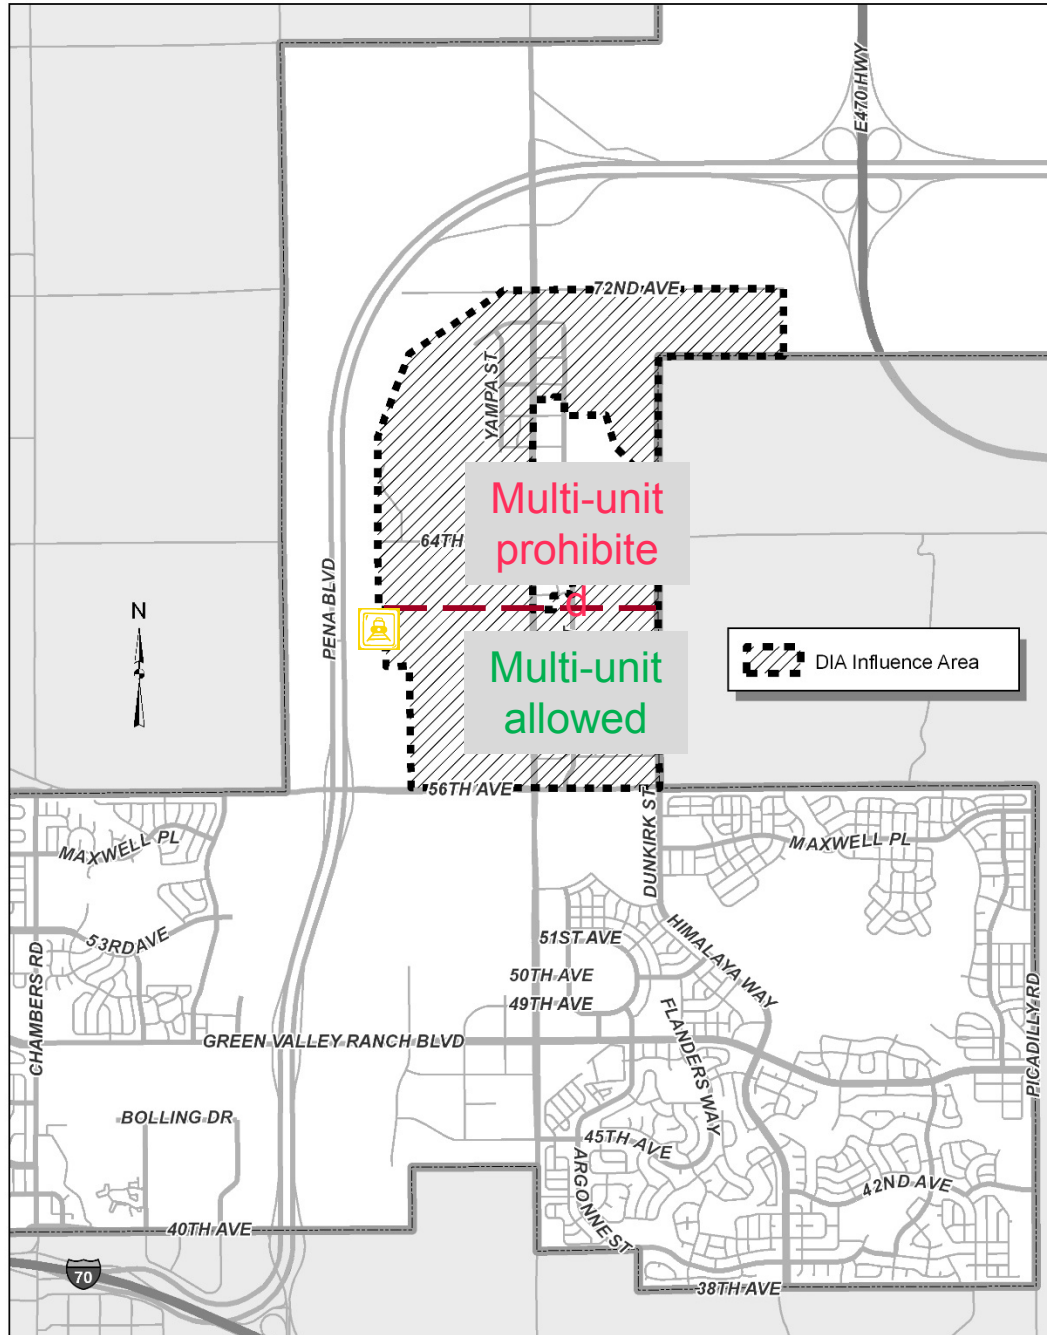 E470 HWY
72ND AVE
YAMPA ST
Multi-unit
prohibite
d
64TH
PENA BLVD
N
Multi-unit
allowed
DIA Influence Area
56TH AVE
DUNKIRK ST
MAXWELL PL
MAXWELL PL
53RD AVE
51ST AVE
HIMALAYA WAY
50TH AVE
49TH AVE
CHAMBERS RD
FLANDERS WAY
PICADILLY RD
GREEN VALLEY RANCH BLVD
BOLLING DR
45TH AVE
ARGONNE ST
42ND AVE
40TH AVE
70
38TH AVE